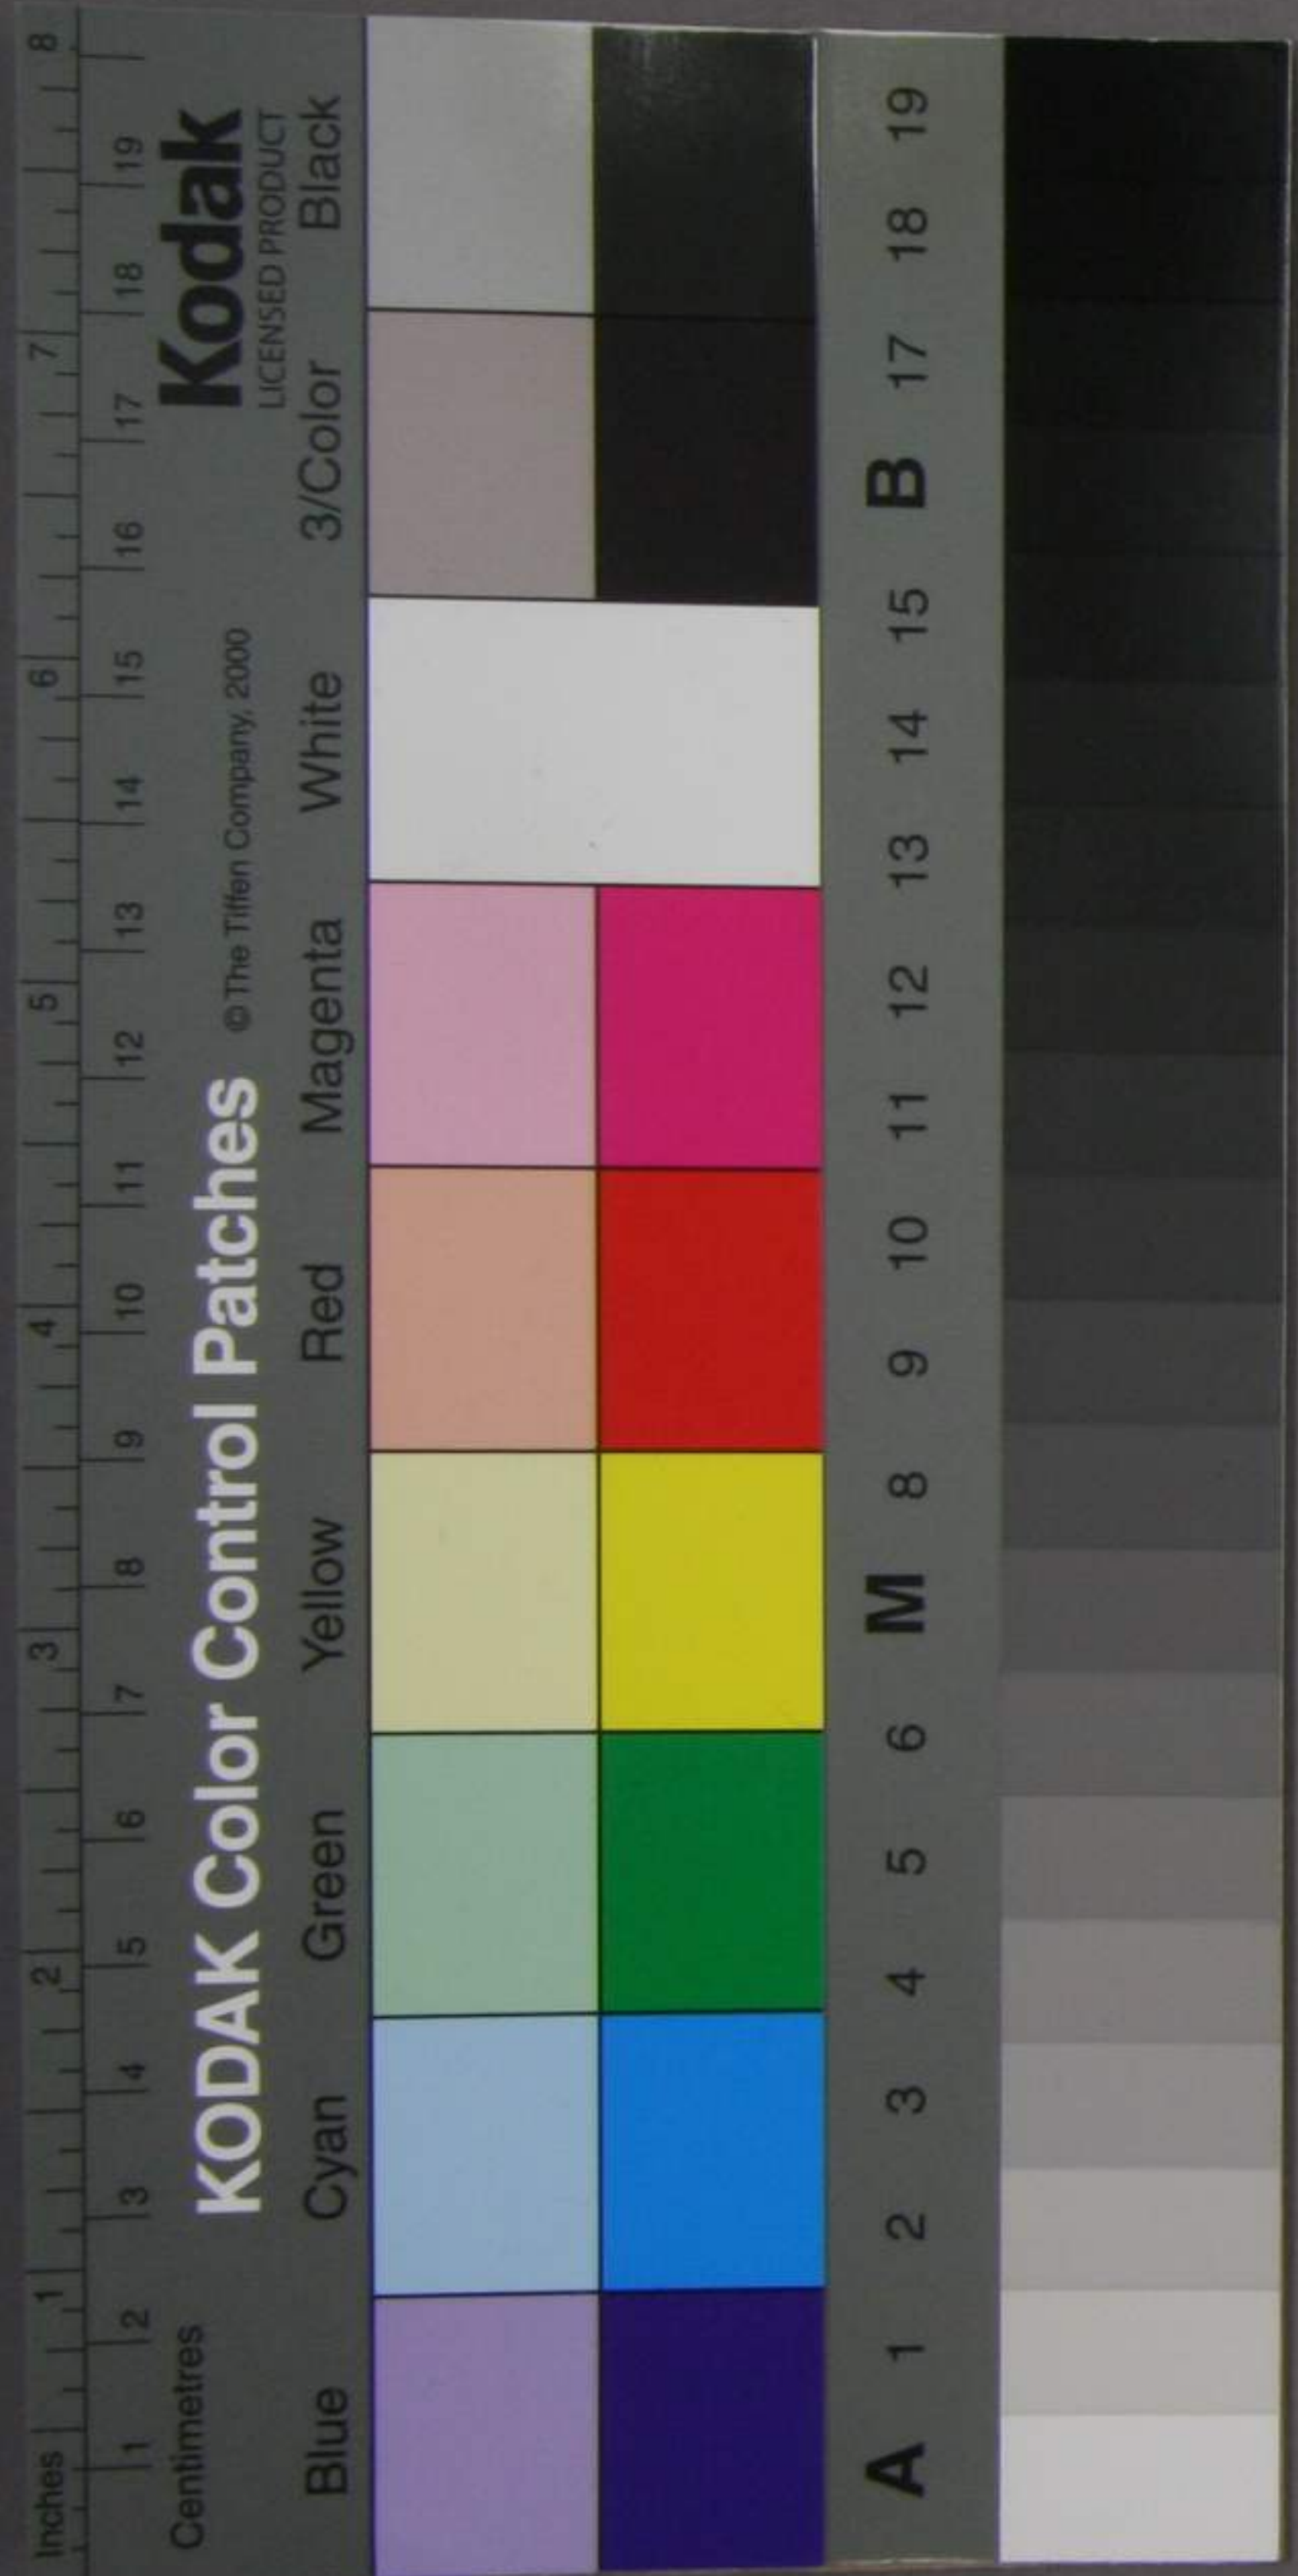 Inches 1 2 3 4 5 6 7 8
1 2 3 4 5 6 7 8 9 10 11 12 13 14 15 16 17 18 19
Centimetres
KODAK Color Control Patches © The Tiffen Company, 2000
Kodak
LICENSED PRODUCT
Blue Cyan Green Yellow Red Magenta White 3/Color Black
A 1 2 3 4 5 6 M 8 9 10 11 12 13 14 15 B 17 18 19